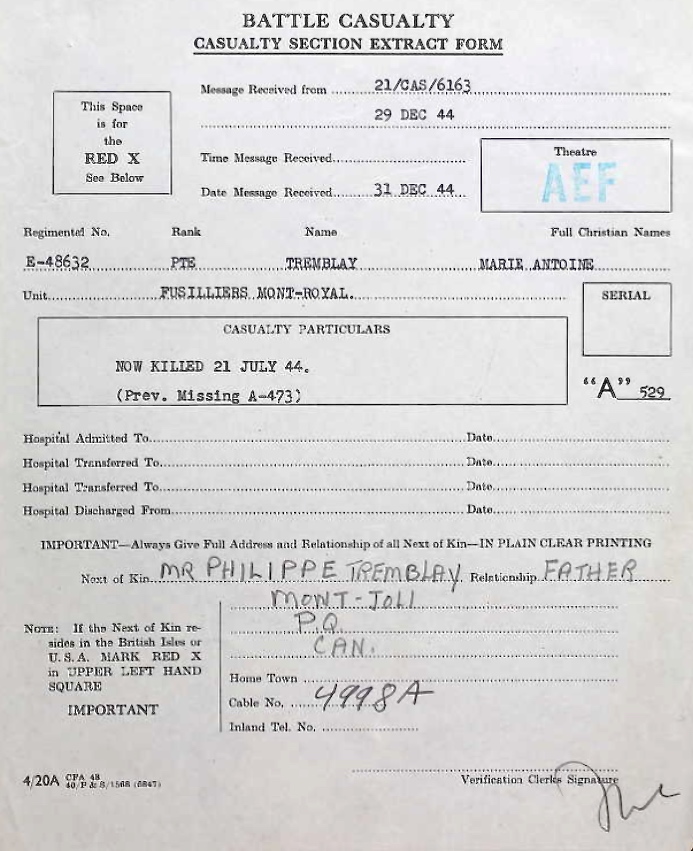 BATTLE CASUALTY
CASUALTY SECTION EXTRACT FORM
This Space
is for
the
RED X
See Below
Message Received from 21/CAS/6163
29 DEC 44
Time Message Received
Date Message Received 31 DEC 44
Theatre
AEF
Regimental No. Rank Name Full Christian Names
E-48632 PTE TREMBLAY MARIE ANTOINE
Unit FUSILLIERS MONT-ROYAL.
SERIAL
CASUALTY PARTICULARS
NOW KILLED 21 JULY 44.
(Prev. Missing A-473)
"A" 529
Hospital Admitted To Date
Hospital Transferred To Date
Hospital Transferred To Date
Hospital Discharged From Date
IMPORTANT—Always Give Full Address and Relationship of all Next of Kin—IN PLAIN CLEAR PRINTING
Next of Kin MR PHILIPPE TREMBLAY Relationship FATHER
MONT-JOLI
P.Q.
CAN.
NOTE: If the Next of Kin re-
sides in the British Isles or
U.S.A. MARK RED X
in UPPER LEFT HAND
SQUARE
IMPORTANT
Home Town
Cable No. 4998A
Inland Tel. No.
4/20A CFA 48
40/P & S/1568 (6847)
Verification Clerks Signature